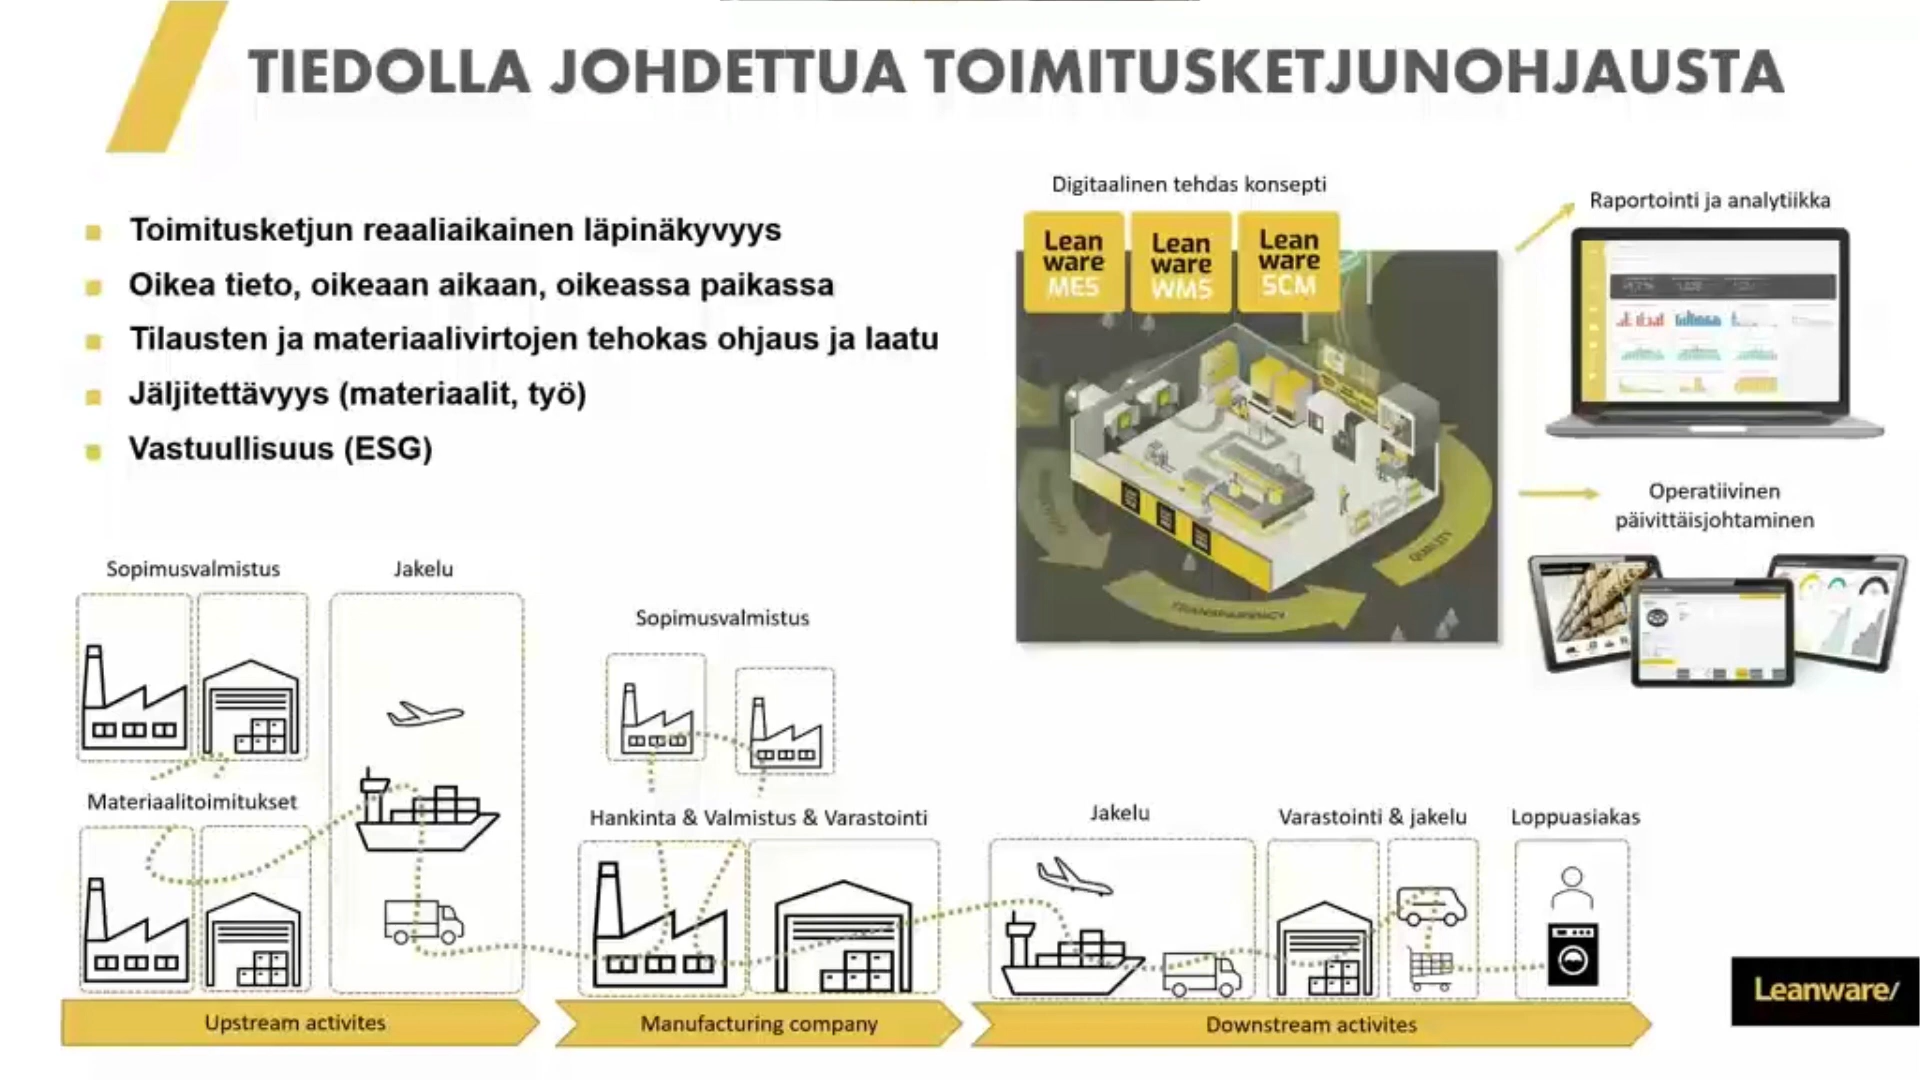 TIEDOLLA JOHDETTUA TOIMITUSKETJUNOHJAUSTA
Toimitusketjun reaaliaikainen läpinäkyvyys
Oikea tieto, oikeaan aikaan, oikeassa paikassa
Tilausten ja materiaalivirtojen tehokas ohjaus ja laatu
Jäljitettävyys (materiaalit, työ)
Vastuullisuus (ESG)
Digitaalinen tehdas konsepti
Lean
ware
MES
Lean
ware
WMS
Lean
ware
SCM
QUALITY
TRANSPARENCY
Raportointi ja analytiikka
Operatiivinen
päivittäisjohtaminen
Sopimusvalmistus
Jakelu
Sopimusvalmistus
Materiaalitoimitukset
Hankinta & Valmistus & Varastointi
Jakelu
Varastointi & jakelu
Loppuasiakas
Upstream activites
Manufacturing company
Downstream activites
Leanware/